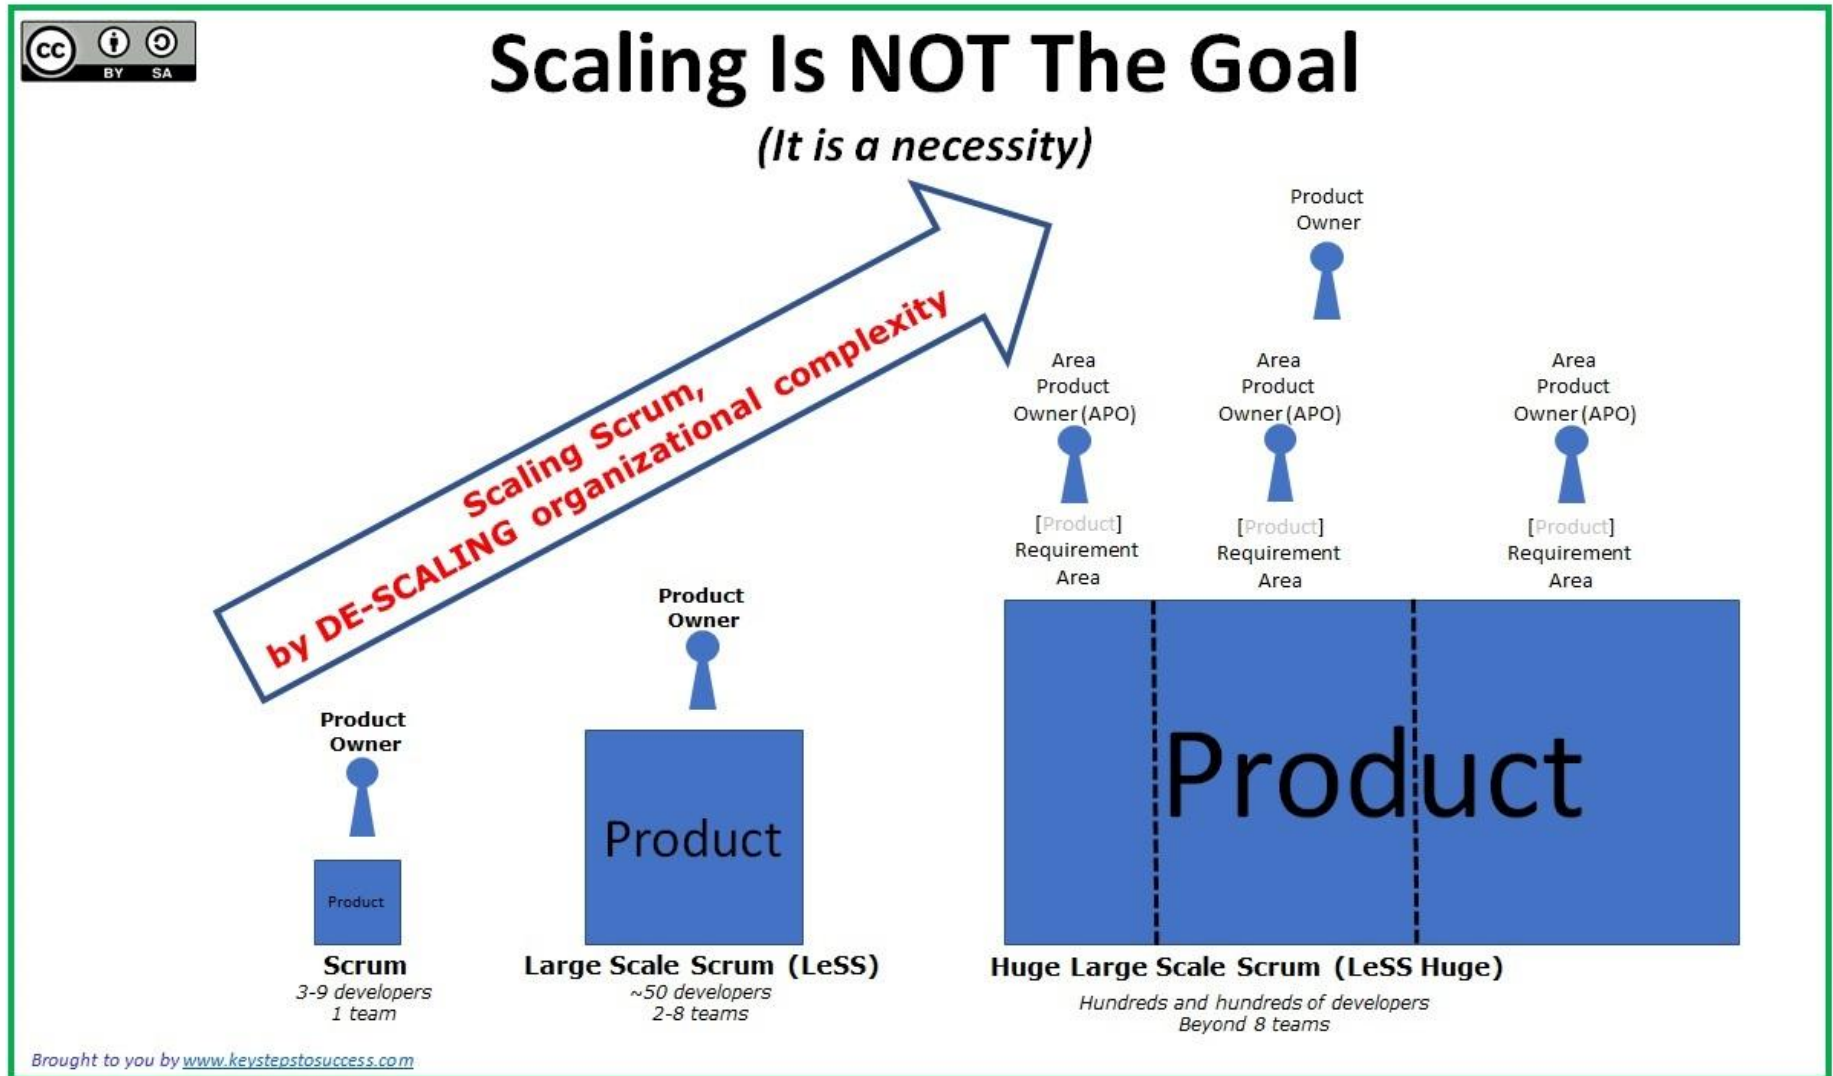 CC BY SA
Scaling Is NOT The Goal
(It is a necessity)
Scaling Scrum,
by DE-SCALING organizational complexity
Product
Owner
Area
Product
Owner (APO)
Area
Product
Owner (APO)
Area
Product
Owner (APO)
[Product]
Requirement
Area
[Product]
Requirement
Area
[Product]
Requirement
Area
Product
Owner
Product
Owner
Product
Product
Product
Scrum
3-9 developers
1 team
Large Scale Scrum (LeSS)
~50 developers
2-8 teams
Huge Large Scale Scrum (LeSS Huge)
Hundreds and hundreds of developers
Beyond 8 teams
Brought to you by www.keystepstosuccess.com